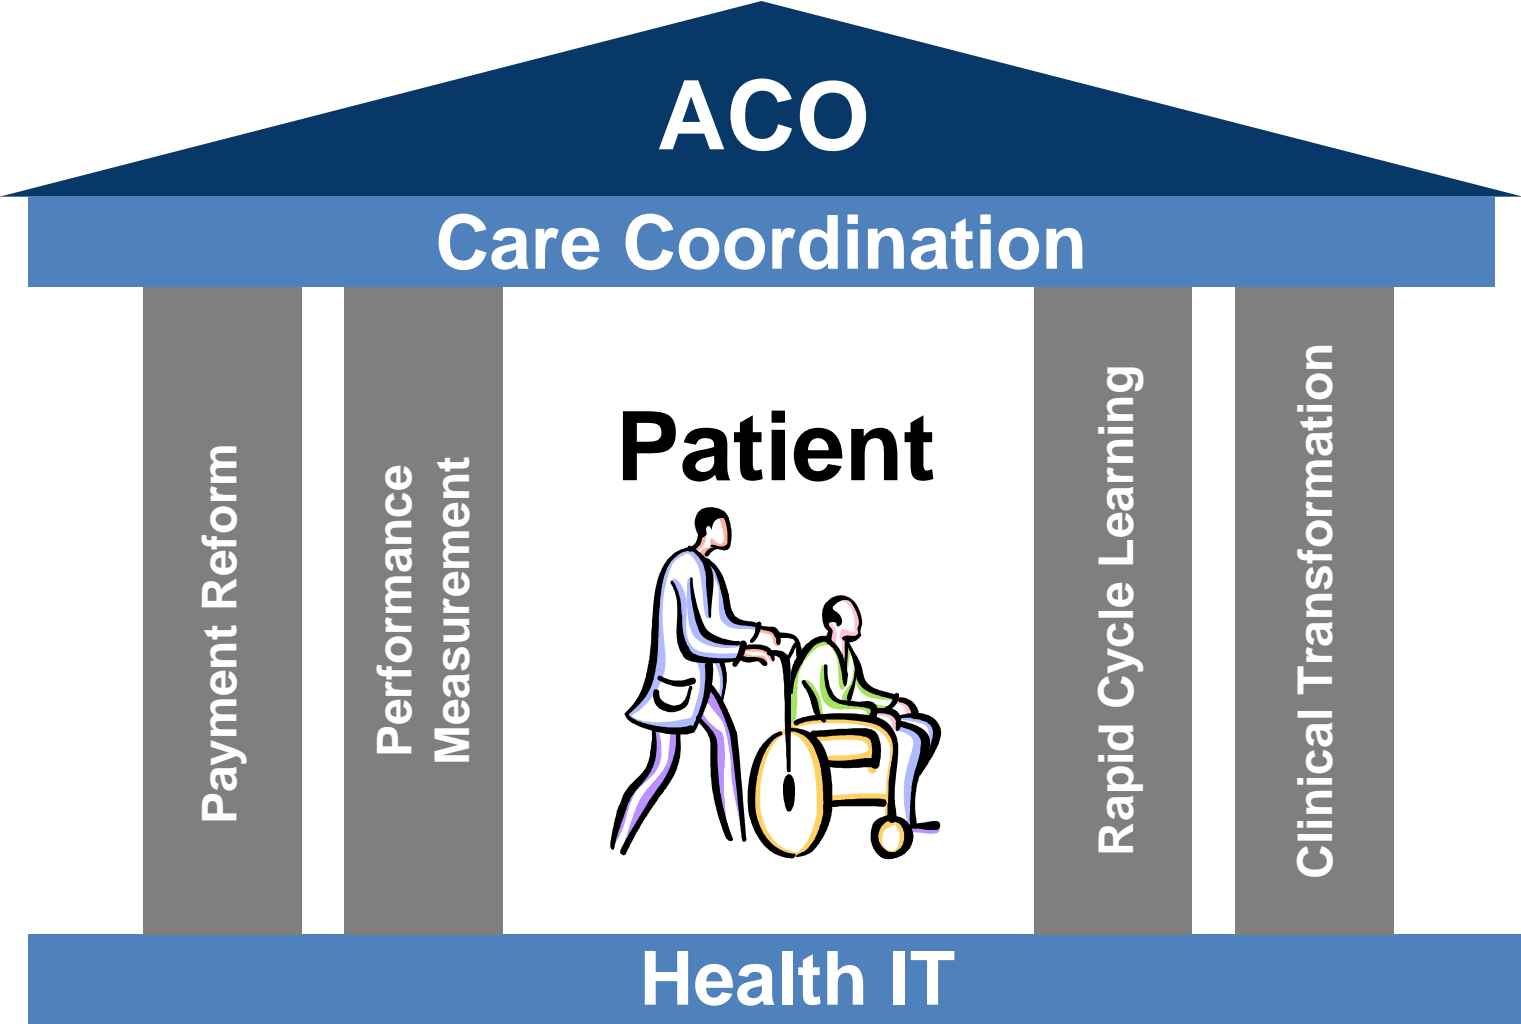 ACO
Care Coordination
Payment Reform
Performance
Measurement
Patient
Rapid Cycle Learning
Clinical Transformation
Health IT